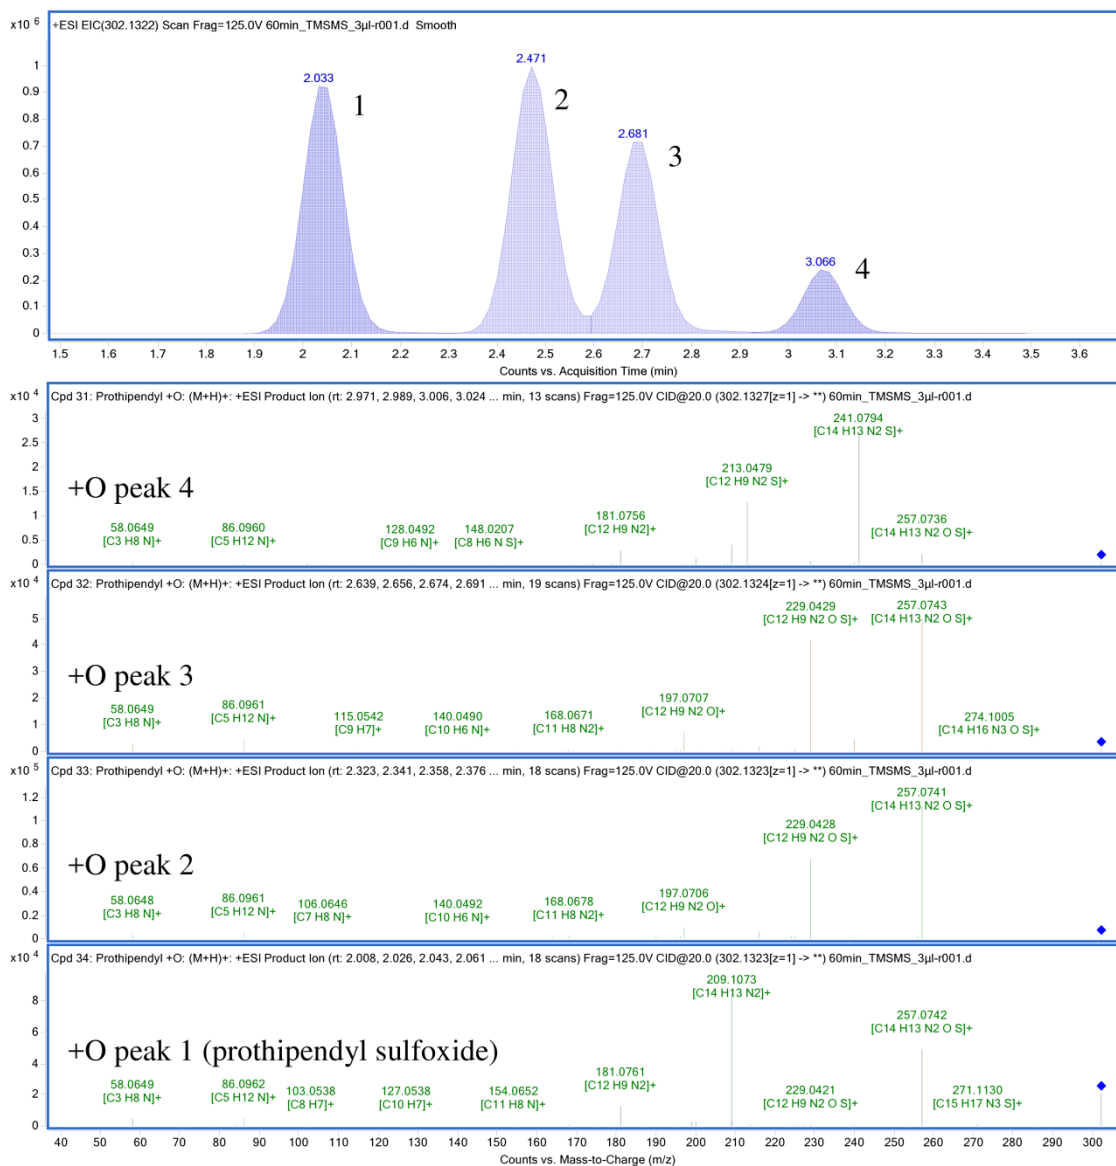 x10 6
+ESI EIC(302.1322) Scan Frag=125.0V 60min_TMSMS_3µl-r001.d Smooth
1
0.9
0.8
0.7
0.6
0.5
0.4
0.3
0.2
0.1
0
2.033
1
2.471
2
2.681
3
3.066
4
1.5 1.6 1.7 1.8 1.9 2 2.1 2.2 2.3 2.4 2.5 2.6 2.7 2.8 2.9 3 3.1 3.2 3.3 3.4 3.5 3.6
Counts vs. Acquisition Time (min)
x10 4
Cpd 31: Prothipendyl +O: (M+H)+: +ESI Product Ion (rt: 2.971, 2.989, 3.006, 3.024 ... min, 13 scans) Frag=125.0V CID@20.0 (302.1327[z=1] -> **) 60min_TMSMS_3µl-r001.d
3
2.5
2
1.5
1
0.5
0
+O peak 4
58.0649
[C3 H8 N]+
86.0960
[C5 H12 N]+
128.0492
[C9 H6 N]+
148.0207
[C8 H6 N S]+
181.0756
[C12 H9 N2]+
213.0479
[C12 H9 N2 S]+
241.0794
[C14 H13 N2 S]+
257.0736
[C14 H13 N2 O S]+
x10 4
Cpd 32: Prothipendyl +O: (M+H)+: +ESI Product Ion (rt: 2.639, 2.656, 2.674, 2.691 ... min, 19 scans) Frag=125.0V CID@20.0 (302.1324[z=1] -> **) 60min_TMSMS_3µl-r001.d
5
4
3
2
1
0
+O peak 3
58.0649
[C3 H8 N]+
86.0961
[C5 H12 N]+
115.0542
[C9 H7]+
140.0490
[C10 H6 N]+
168.0671
[C11 H8 N2]+
197.0707
[C12 H9 N2 O]+
229.0429
[C12 H9 N2 O S]+
257.0743
[C14 H13 N2 O S]+
274.1005
[C14 H16 N3 O S]+
x10 5
Cpd 33: Prothipendyl +O: (M+H)+: +ESI Product Ion (rt: 2.323, 2.341, 2.358, 2.376 ... min, 18 scans) Frag=125.0V CID@20.0 (302.1323[z=1] -> **) 60min_TMSMS_3µl-r001.d
1.2
1
0.8
0.6
0.4
0.2
0
+O peak 2
58.0648
[C3 H8 N]+
86.0961
[C5 H12 N]+
106.0646
[C7 H8 N]+
140.0492
[C10 H6 N]+
168.0678
[C11 H8 N2]+
197.0706
[C12 H9 N2 O]+
229.0428
[C12 H9 N2 O S]+
257.0741
[C14 H13 N2 O S]+
x10 4
Cpd 34: Prothipendyl +O: (M+H)+: +ESI Product Ion (rt: 2.008, 2.026, 2.043, 2.061 ... min, 18 scans) Frag=125.0V CID@20.0 (302.1323[z=1] -> **) 60min_TMSMS_3µl-r001.d
8
6
4
2
0
+O peak 1 (prothipendyl sulfoxide)
58.0649
[C3 H8 N]+
86.0962
[C5 H12 N]+
103.0538
[C8 H7]+
127.0538
[C10 H7]+
154.0652
[C11 H8 N]+
181.0761
[C12 H9 N2]+
209.1073
[C14 H13 N2]+
229.0421
[C12 H9 N2 O S]+
257.0742
[C14 H13 N2 O S]+
271.1130
[C15 H17 N3 S]+
40 50 60 70 80 90 100 110 120 130 140 150 160 170 180 190 200 210 220 230 240 250 260 270 280 290 300
Counts vs. Mass-to-Charge (m/z)